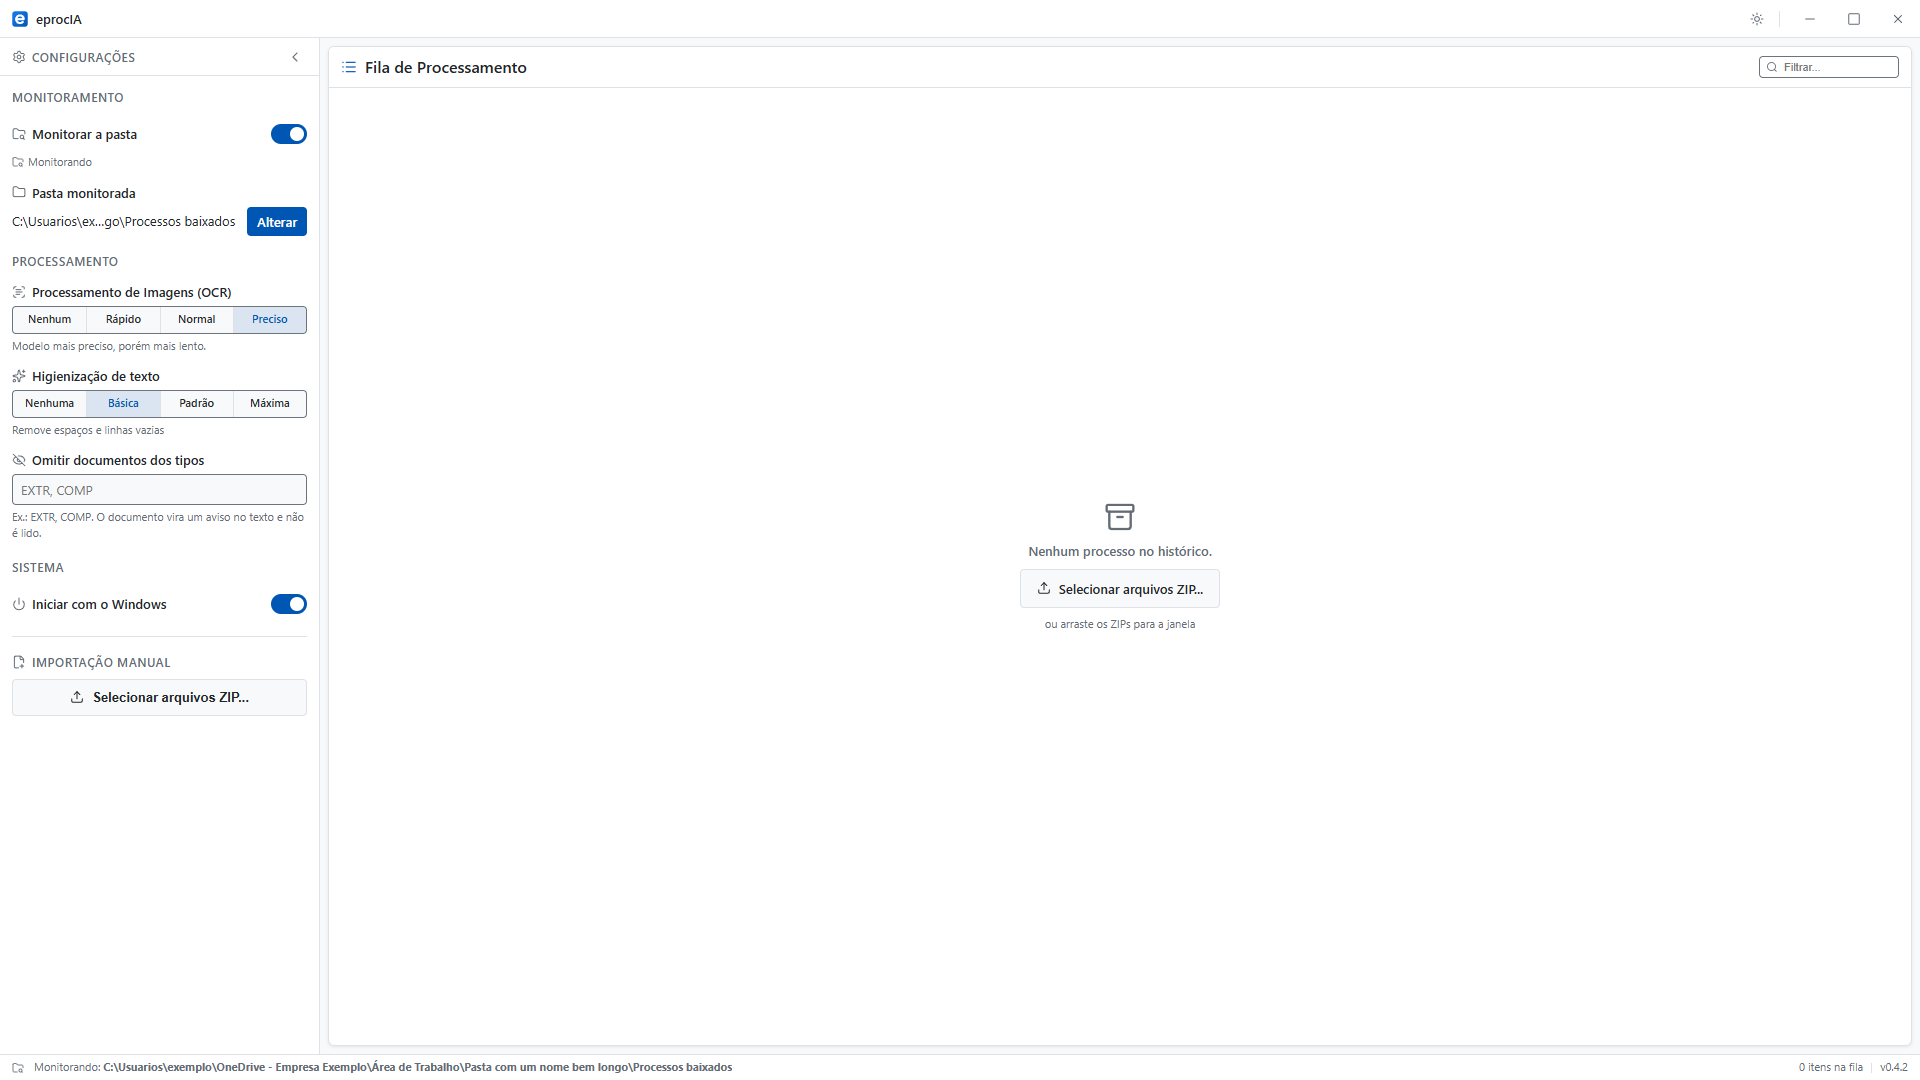 eprocIA
CONFIGURAÇÕES
MONITORAMENTO
Monitorar a pasta
Monitorando
Pasta monitorada
C:\Usuarios\ex...go\Processos baixados
Alterar
PROCESSAMENTO
Processamento de Imagens (OCR)
Nenhum Rápido Normal Preciso
Modelo mais preciso, porém mais lento.
Higienização de texto
Nenhuma Básica Padrão Máxima
Remove espaços e linhas vazias
Omitir documentos dos tipos
EXTR, COMP
Ex.: EXTR, COMP. O documento vira um aviso no texto e não
é lido.
SISTEMA
Iniciar com o Windows
IMPORTAÇÃO MANUAL
Selecionar arquivos ZIP...
Fila de Processamento
Filtrar...
Nenhum processo no histórico.
Selecionar arquivos ZIP...
ou arraste os ZIPs para a janela
Monitorando: C:\Usuarios\exemplo\OneDrive - Empresa Exemplo\Área de Trabalho\Pasta com um nome bem longo\Processos baixados
0 itens na fila
v0.4.2